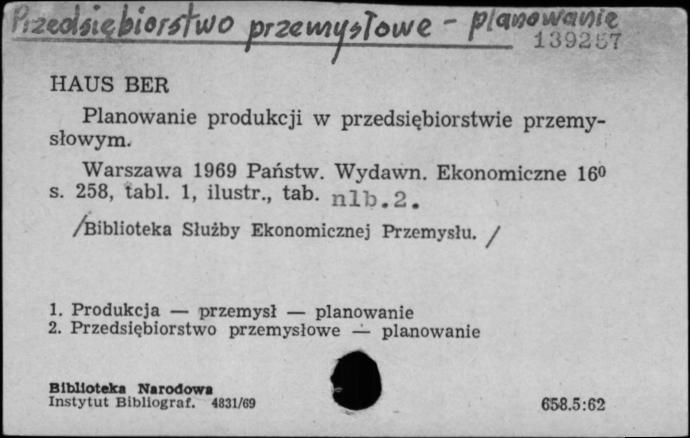 Przedsiębiorstwo przemysłowe - planowanie
139257
HAUS BER
Planowanie produkcji w przedsiębiorstwie przemy-
słowym.
Warszawa 1969 Państw. Wydawn. Ekonomiczne 16⁰
s. 258, tabl. 1, ilustr., tab. nlb.2.
/Biblioteka Służby Ekonomicznej Przemysłu. /
1. Produkcja — przemysł — planowanie
2. Przedsiębiorstwo przemysłowe — planowanie
Biblioteka Narodowa
Instytut Bibliograf. 4831/69
658.5:62